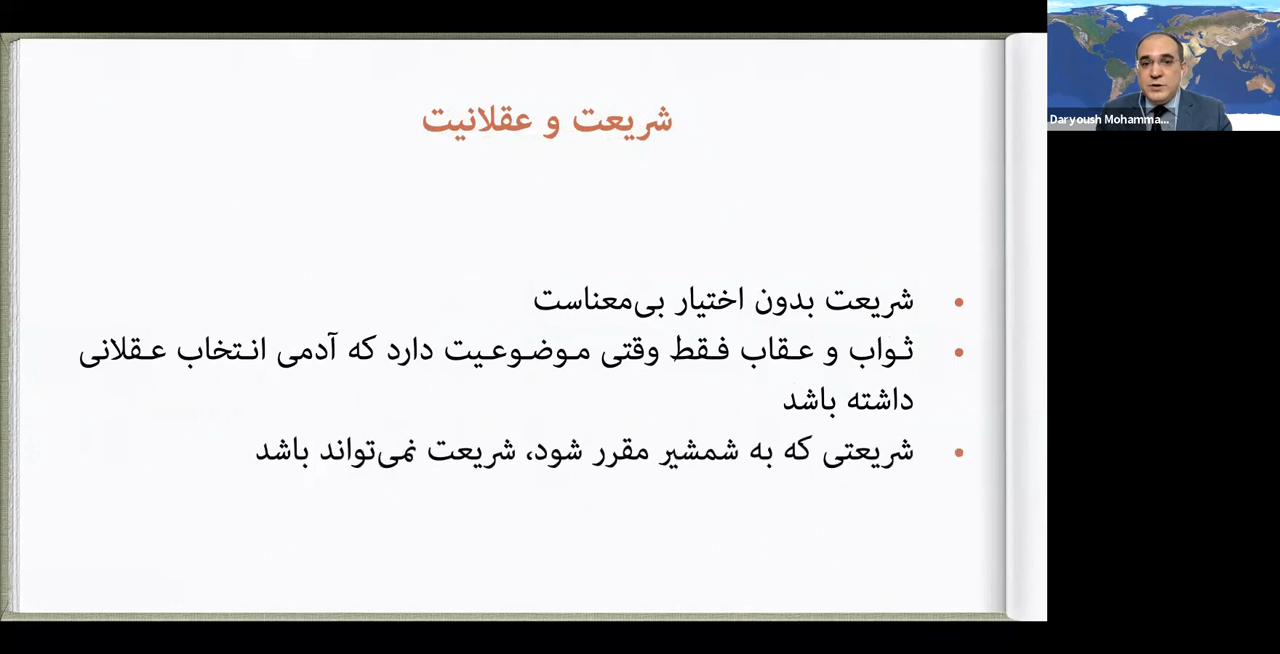 شریعت و عقلانیت
شریعت بدون اختیار بی‌معناست
ثواب و عقاب فقط وقتی موضوعیت دارد که آدمی انتخاب عقلانی
داشته باشد
شریعتی که به شمشیر مقرر شود، شریعت نمی‌تواند باشد
Daryoush Mohamma...